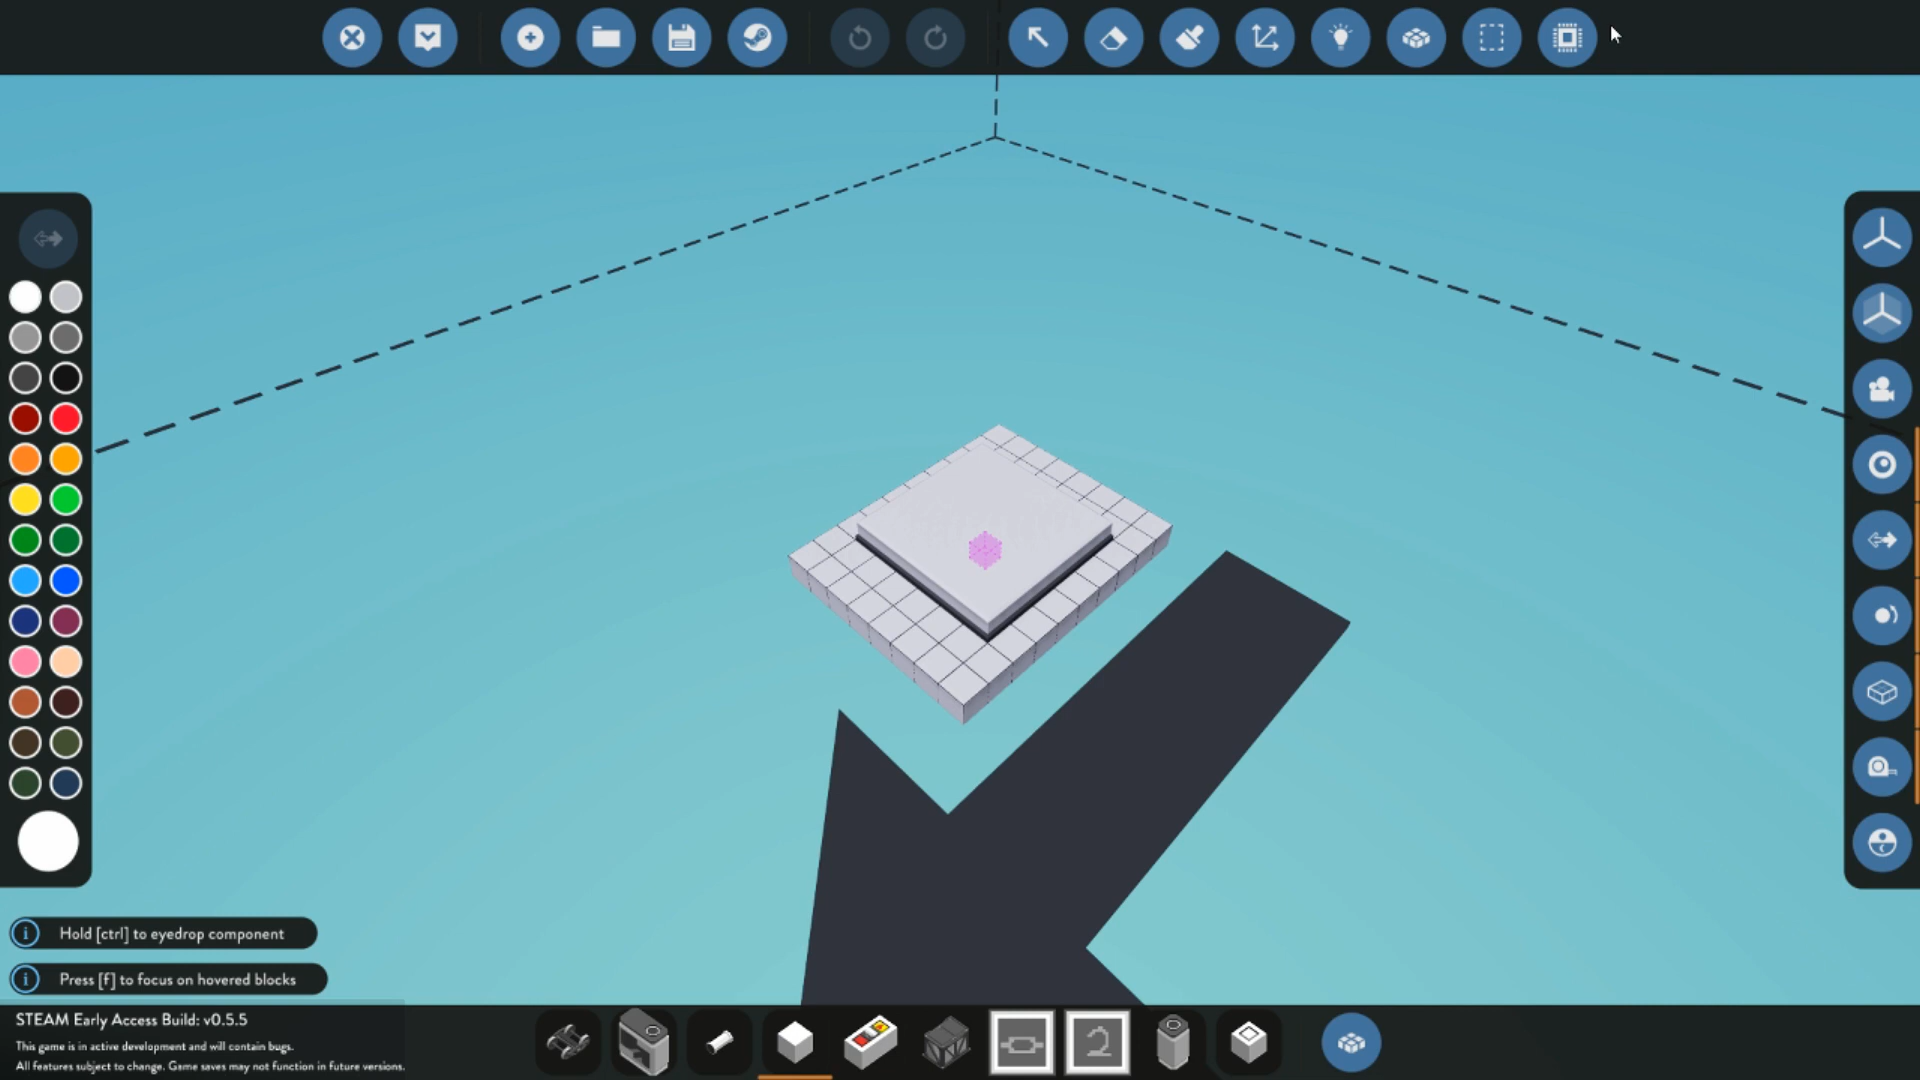 Hold [ctrl] to eyedrop component
Press [f] to focus on hovered blocks
STEAM Early Access Build: v0.5.5
This game is in active development and will contain bugs.
All features subject to change. Game saves may not function in future versions.